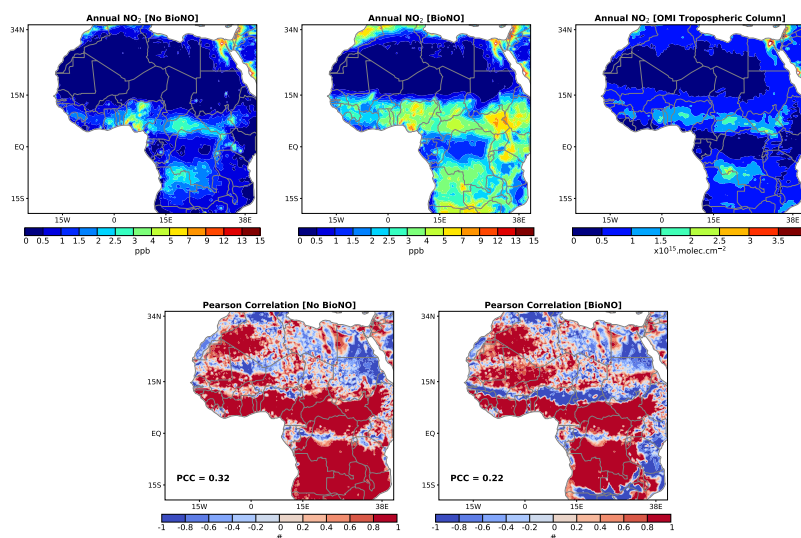 Annual NO₂ [No BioNO]
34N
15N
EQ
15S
15W 0 15E 38E
0 0.5 1 1.5 2 2.5 3 4 5 7 9 12 13 15
ppb
Annual NO₂ [BioNO]
34N
15N
EQ
15S
15W 0 15E 38E
0 0.5 1 1.5 2 2.5 3 4 5 7 9 12 13 15
ppb
Annual NO₂ [OMI Tropospheric Column]
34N
15N
EQ
15S
15W 0 15E 38E
0 0.5 1 1.5 2 2.5 3 3.5
x10¹⁵.molec.cm⁻²
Pearson Correlation [No BioNO]
34N
15N
EQ
15S
PCC = 0.32
15W 0 15E 38E
-1 -0.8 -0.6 -0.4 -0.2 0 0.2 0.4 0.6 0.8 1
#
Pearson Correlation [BioNO]
34N
15N
EQ
15S
PCC = 0.22
15W 0 15E 38E
-1 -0.8 -0.6 -0.4 -0.2 0 0.2 0.4 0.6 0.8 1
#